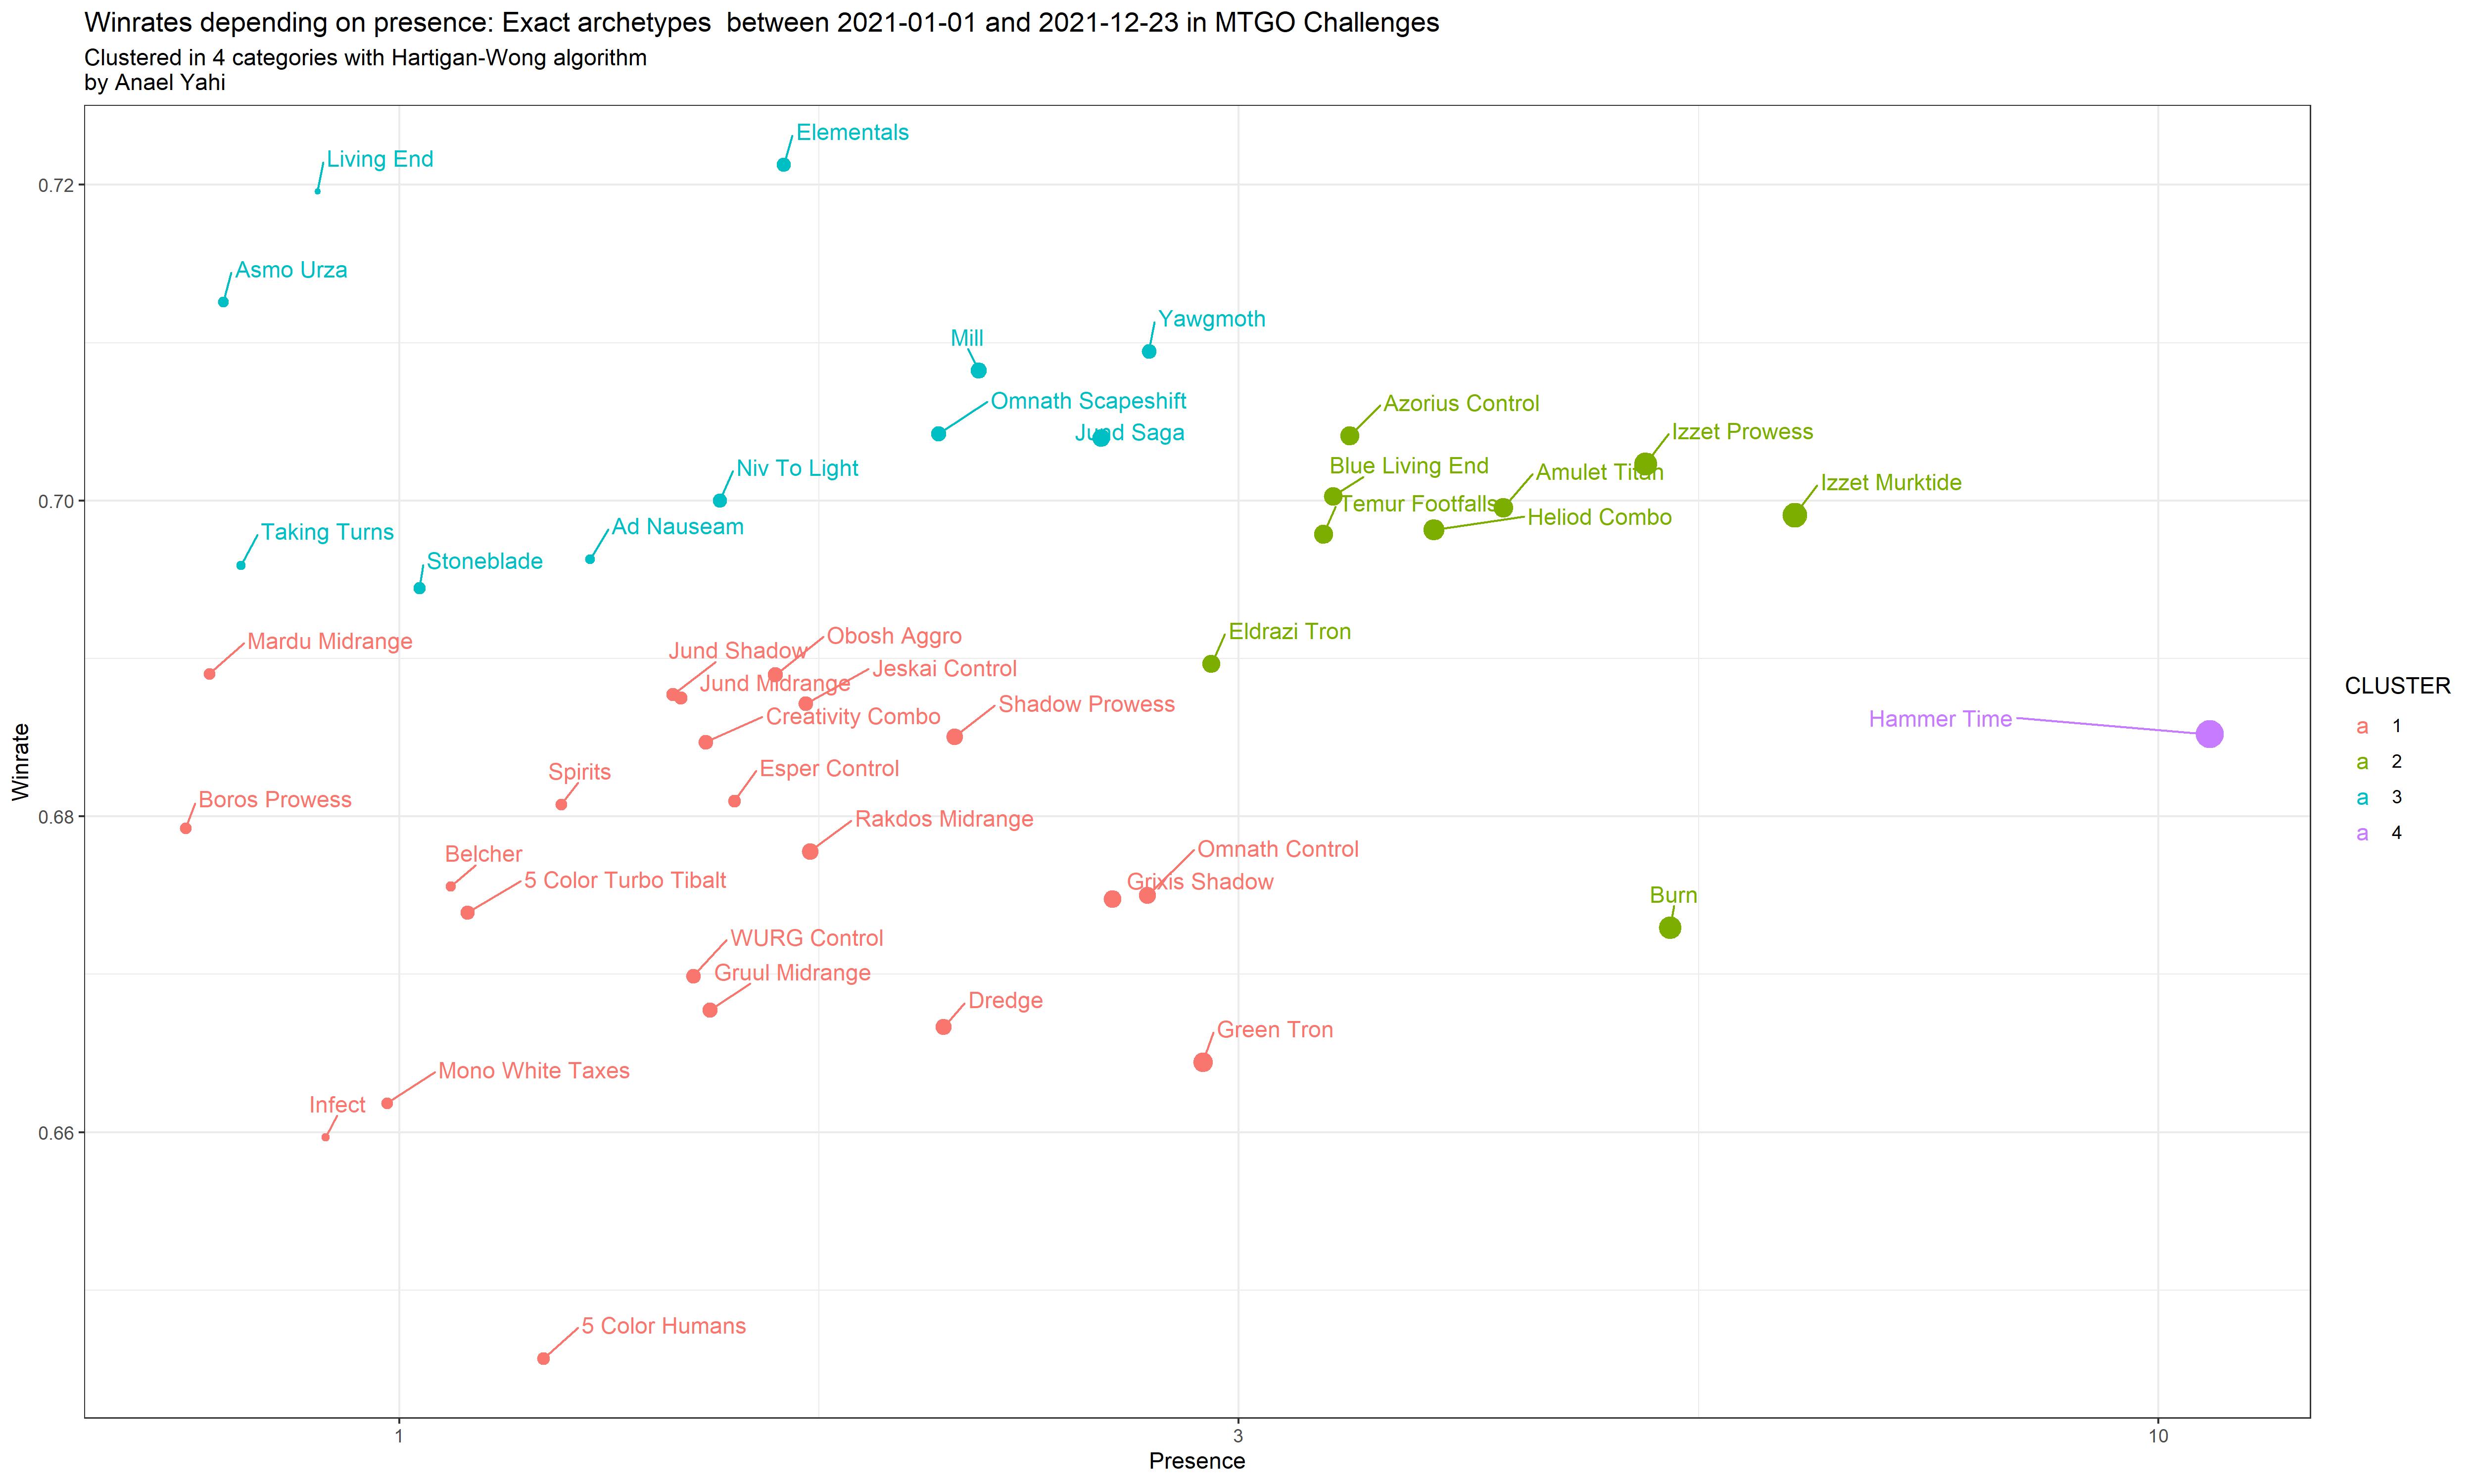 Winrates depending on presence: Exact archetypes  between 2021-01-01 and 2021-12-23 in MTGO Challenges
Clustered in 4 categories with Hartigan-Wong algorithm
by Anael Yahi
Elementals
Living End
0.72
Asmo Urza
Yawgmoth
Mill
Omnath Scapeshift
Azorius Control
Jund Saga
Izzet Prowess
Niv To Light
Blue Living End
Amulet Titan
Izzet Murktide
0.70
Temur Footfalls
Heliod Combo
Ad Nauseam
Taking Turns
Stoneblade
Eldrazi Tron
Obosh Aggro
Mardu Midrange
Jund Shadow
Jeskai Control
Jund Midrange
CLUSTER
Shadow Prowess
Creativity Combo
Hammer Time
a 1
a 2
a 3
a 4
Winrate
Esper Control
Spirits
Boros Prowess
0.68
Rakdos Midrange
Omnath Control
Belcher
5 Color Turbo Tibalt
Grixis Shadow
Burn
WURG Control
Gruul Midrange
Dredge
Green Tron
Mono White Taxes
Infect
0.66
5 Color Humans
1
3
10
Presence